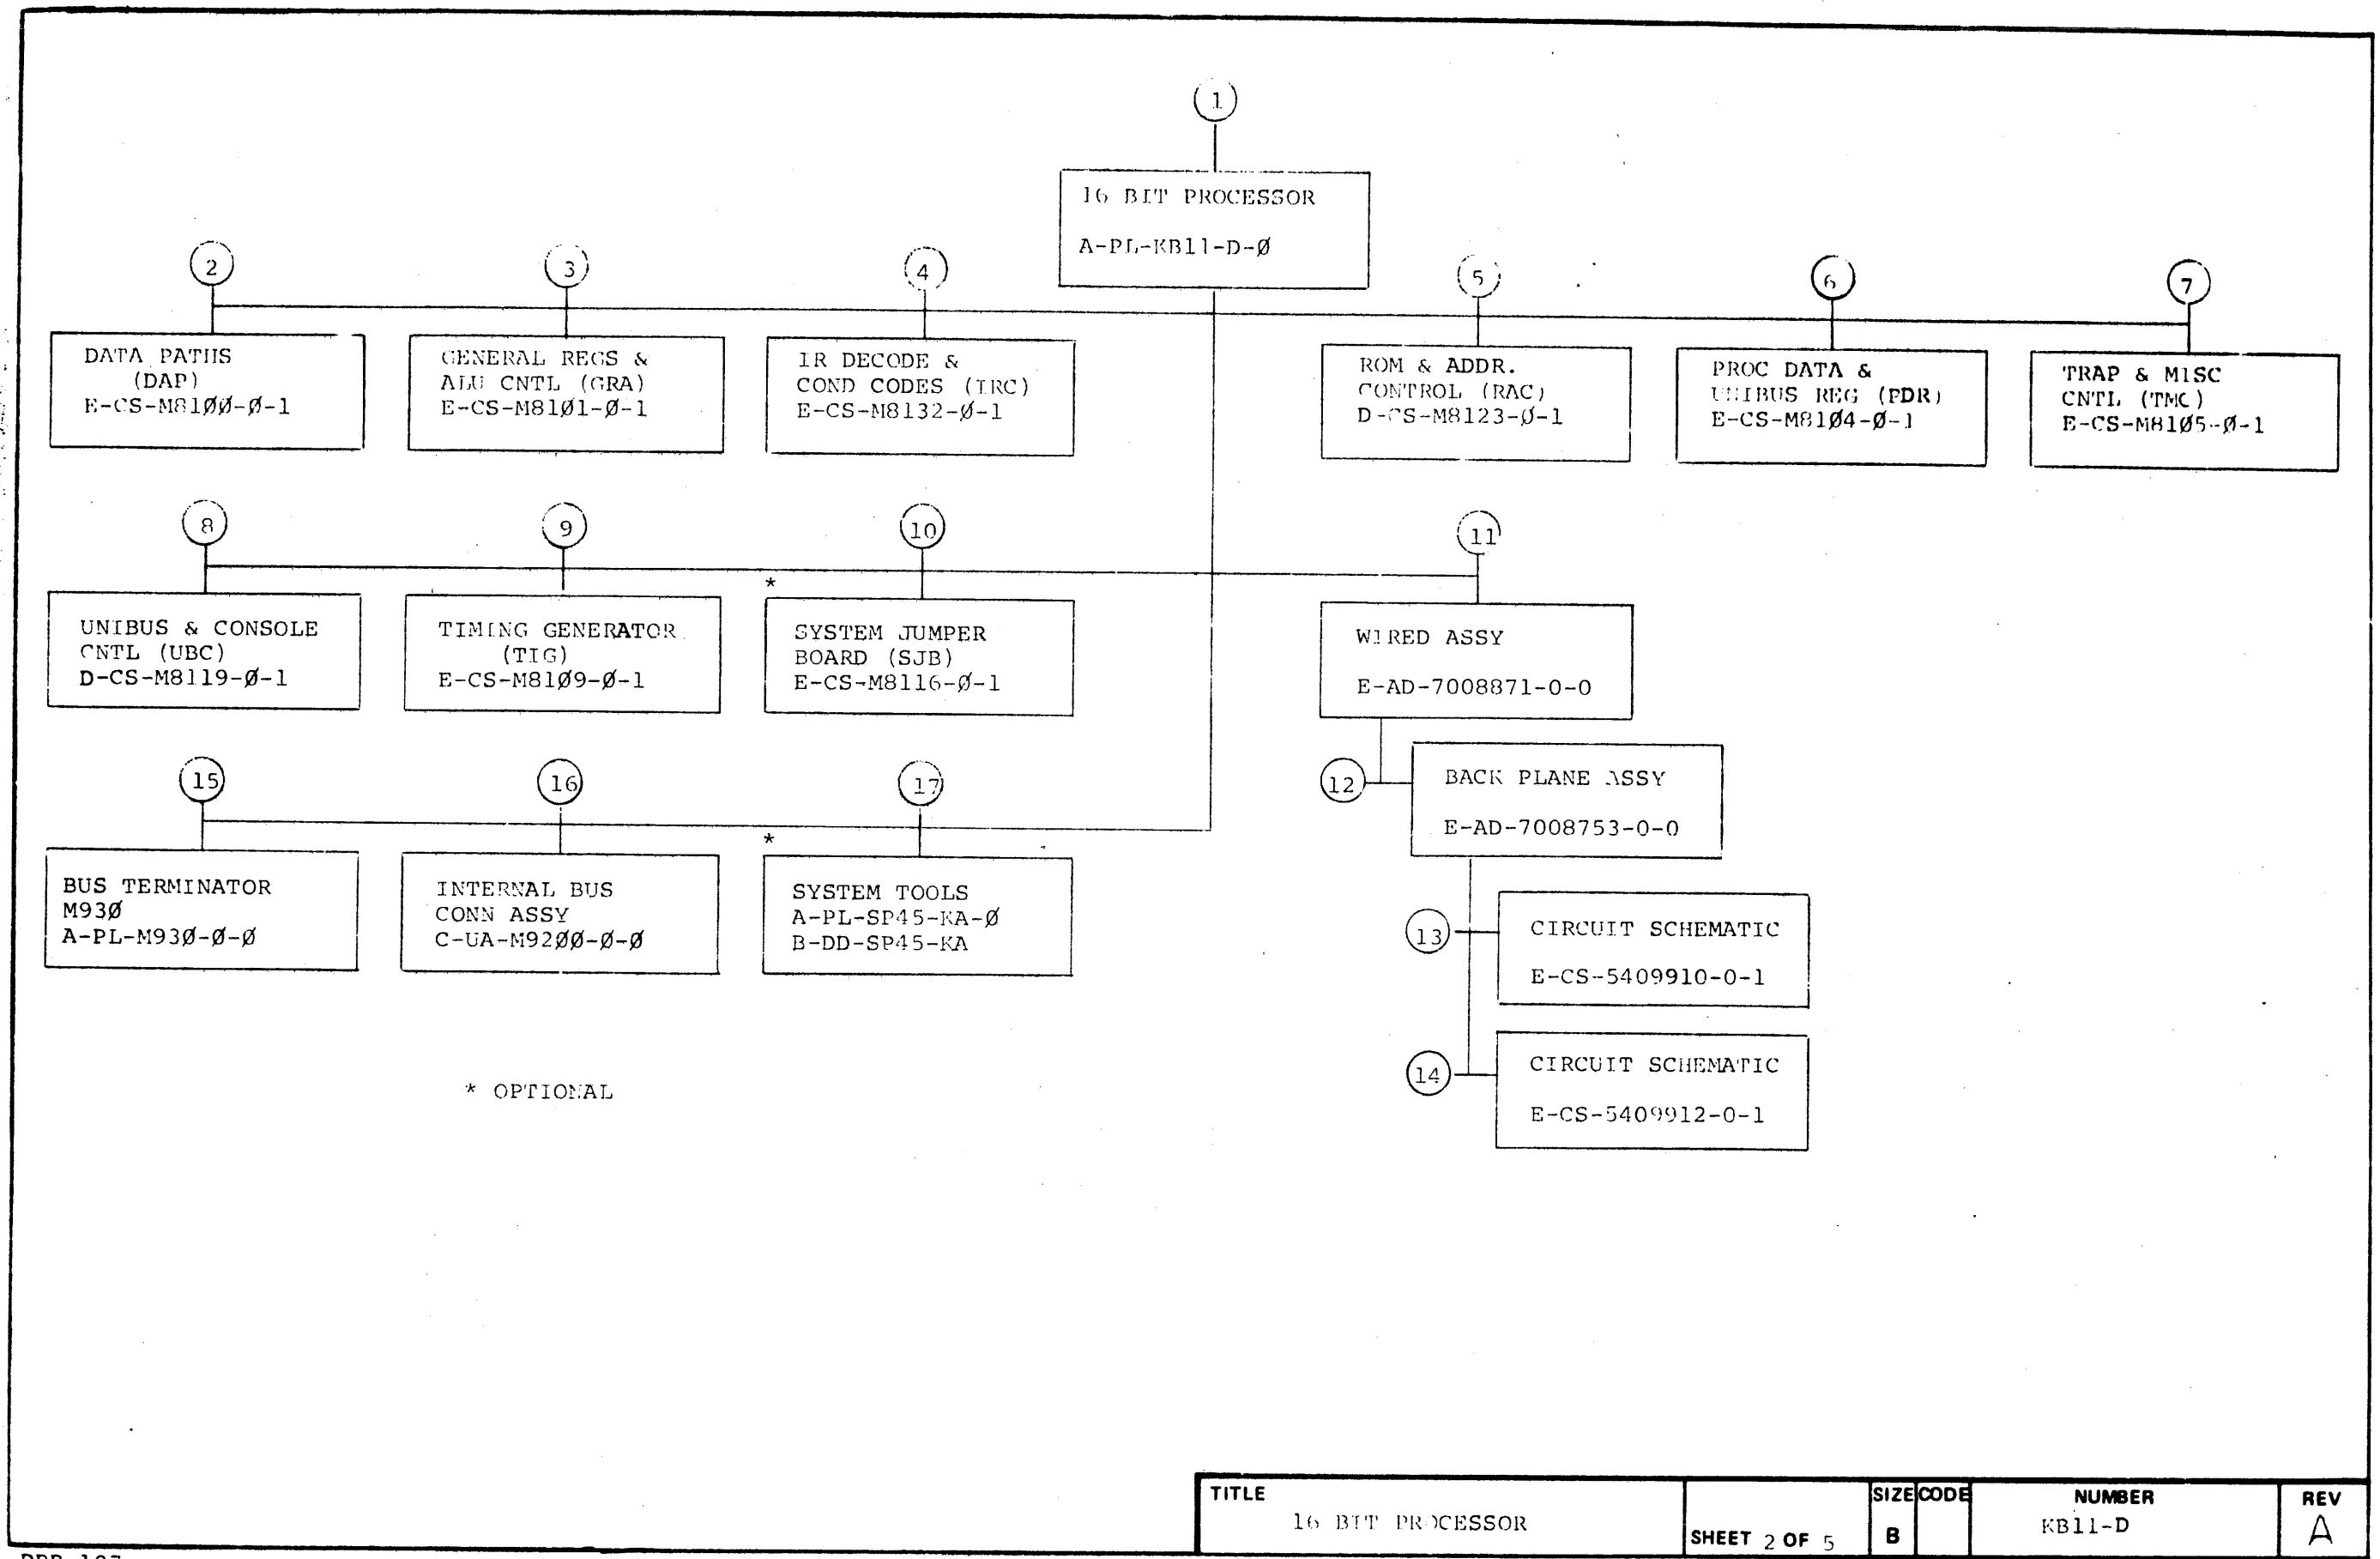 1
16 BIT PROCESSOR
A-PL-KB11-D-Ø
2
3
4
5
6
7
DATA PATHS
(DAP)
E-CS-M81ØØ-Ø-1
GENERAL REGS &
ALU CNTL (GRA)
E-CS-M81Ø1-Ø-1
IR DECODE &
COND CODES (IRC)
E-CS-M8132-Ø-1
ROM & ADDR.
CONTROL (RAC)
D-CS-M8123-Ø-1
PROC DATA &
UNIBUS REG (PDR)
E-CS-M81Ø4-Ø-1
TRAP & MISC
CNTL (TMC)
E-CS-M81Ø5-Ø-1
8
9
10
11
UNIBUS & CONSOLE
CNTL (UBC)
D-CS-M8119-Ø-1
TIMING GENERATOR
(TIG)
E-CS-M81Ø9-Ø-1
*
SYSTEM JUMPER
BOARD (SJB)
E-CS-M8116-Ø-1
WIRED ASSY
E-AD-7008871-0-0
12
BACK PLANE ASSY
E-AD-7008753-0-0
15
16
17
BUS TERMINATOR
M93Ø
A-PL-M93Ø-Ø-Ø
INTERNAL BUS
CONN ASSY
C-UA-M92ØØ-Ø-Ø
*
SYSTEM TOOLS
A-PL-SP45-KA-Ø
B-DD-SP45-KA
13
CIRCUIT SCHEMATIC
E-CS-5409910-0-1
14
CIRCUIT SCHEMATIC
E-CS-5409912-0-1
* OPTIONAL
TITLE
16 BIT PROCESSOR
SHEET 2 OF 5
SIZE
B
CODE
NUMBER
KB11-D
REV
A